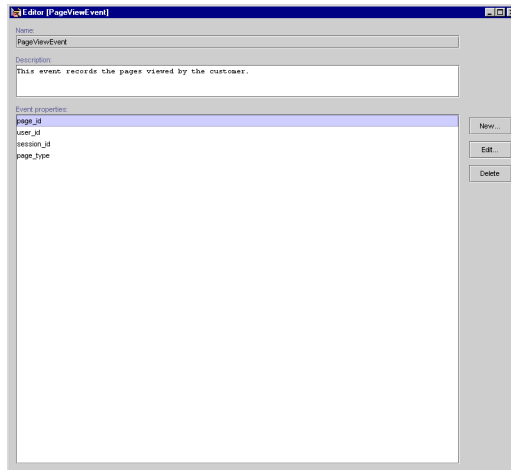 Editor [PageViewEvent]
Name:
PageViewEvent
Description:
This event records the pages viewed by the customer.
Event properties:
page_id
user_id
session_id
page_type
New...
Edit...
Delete